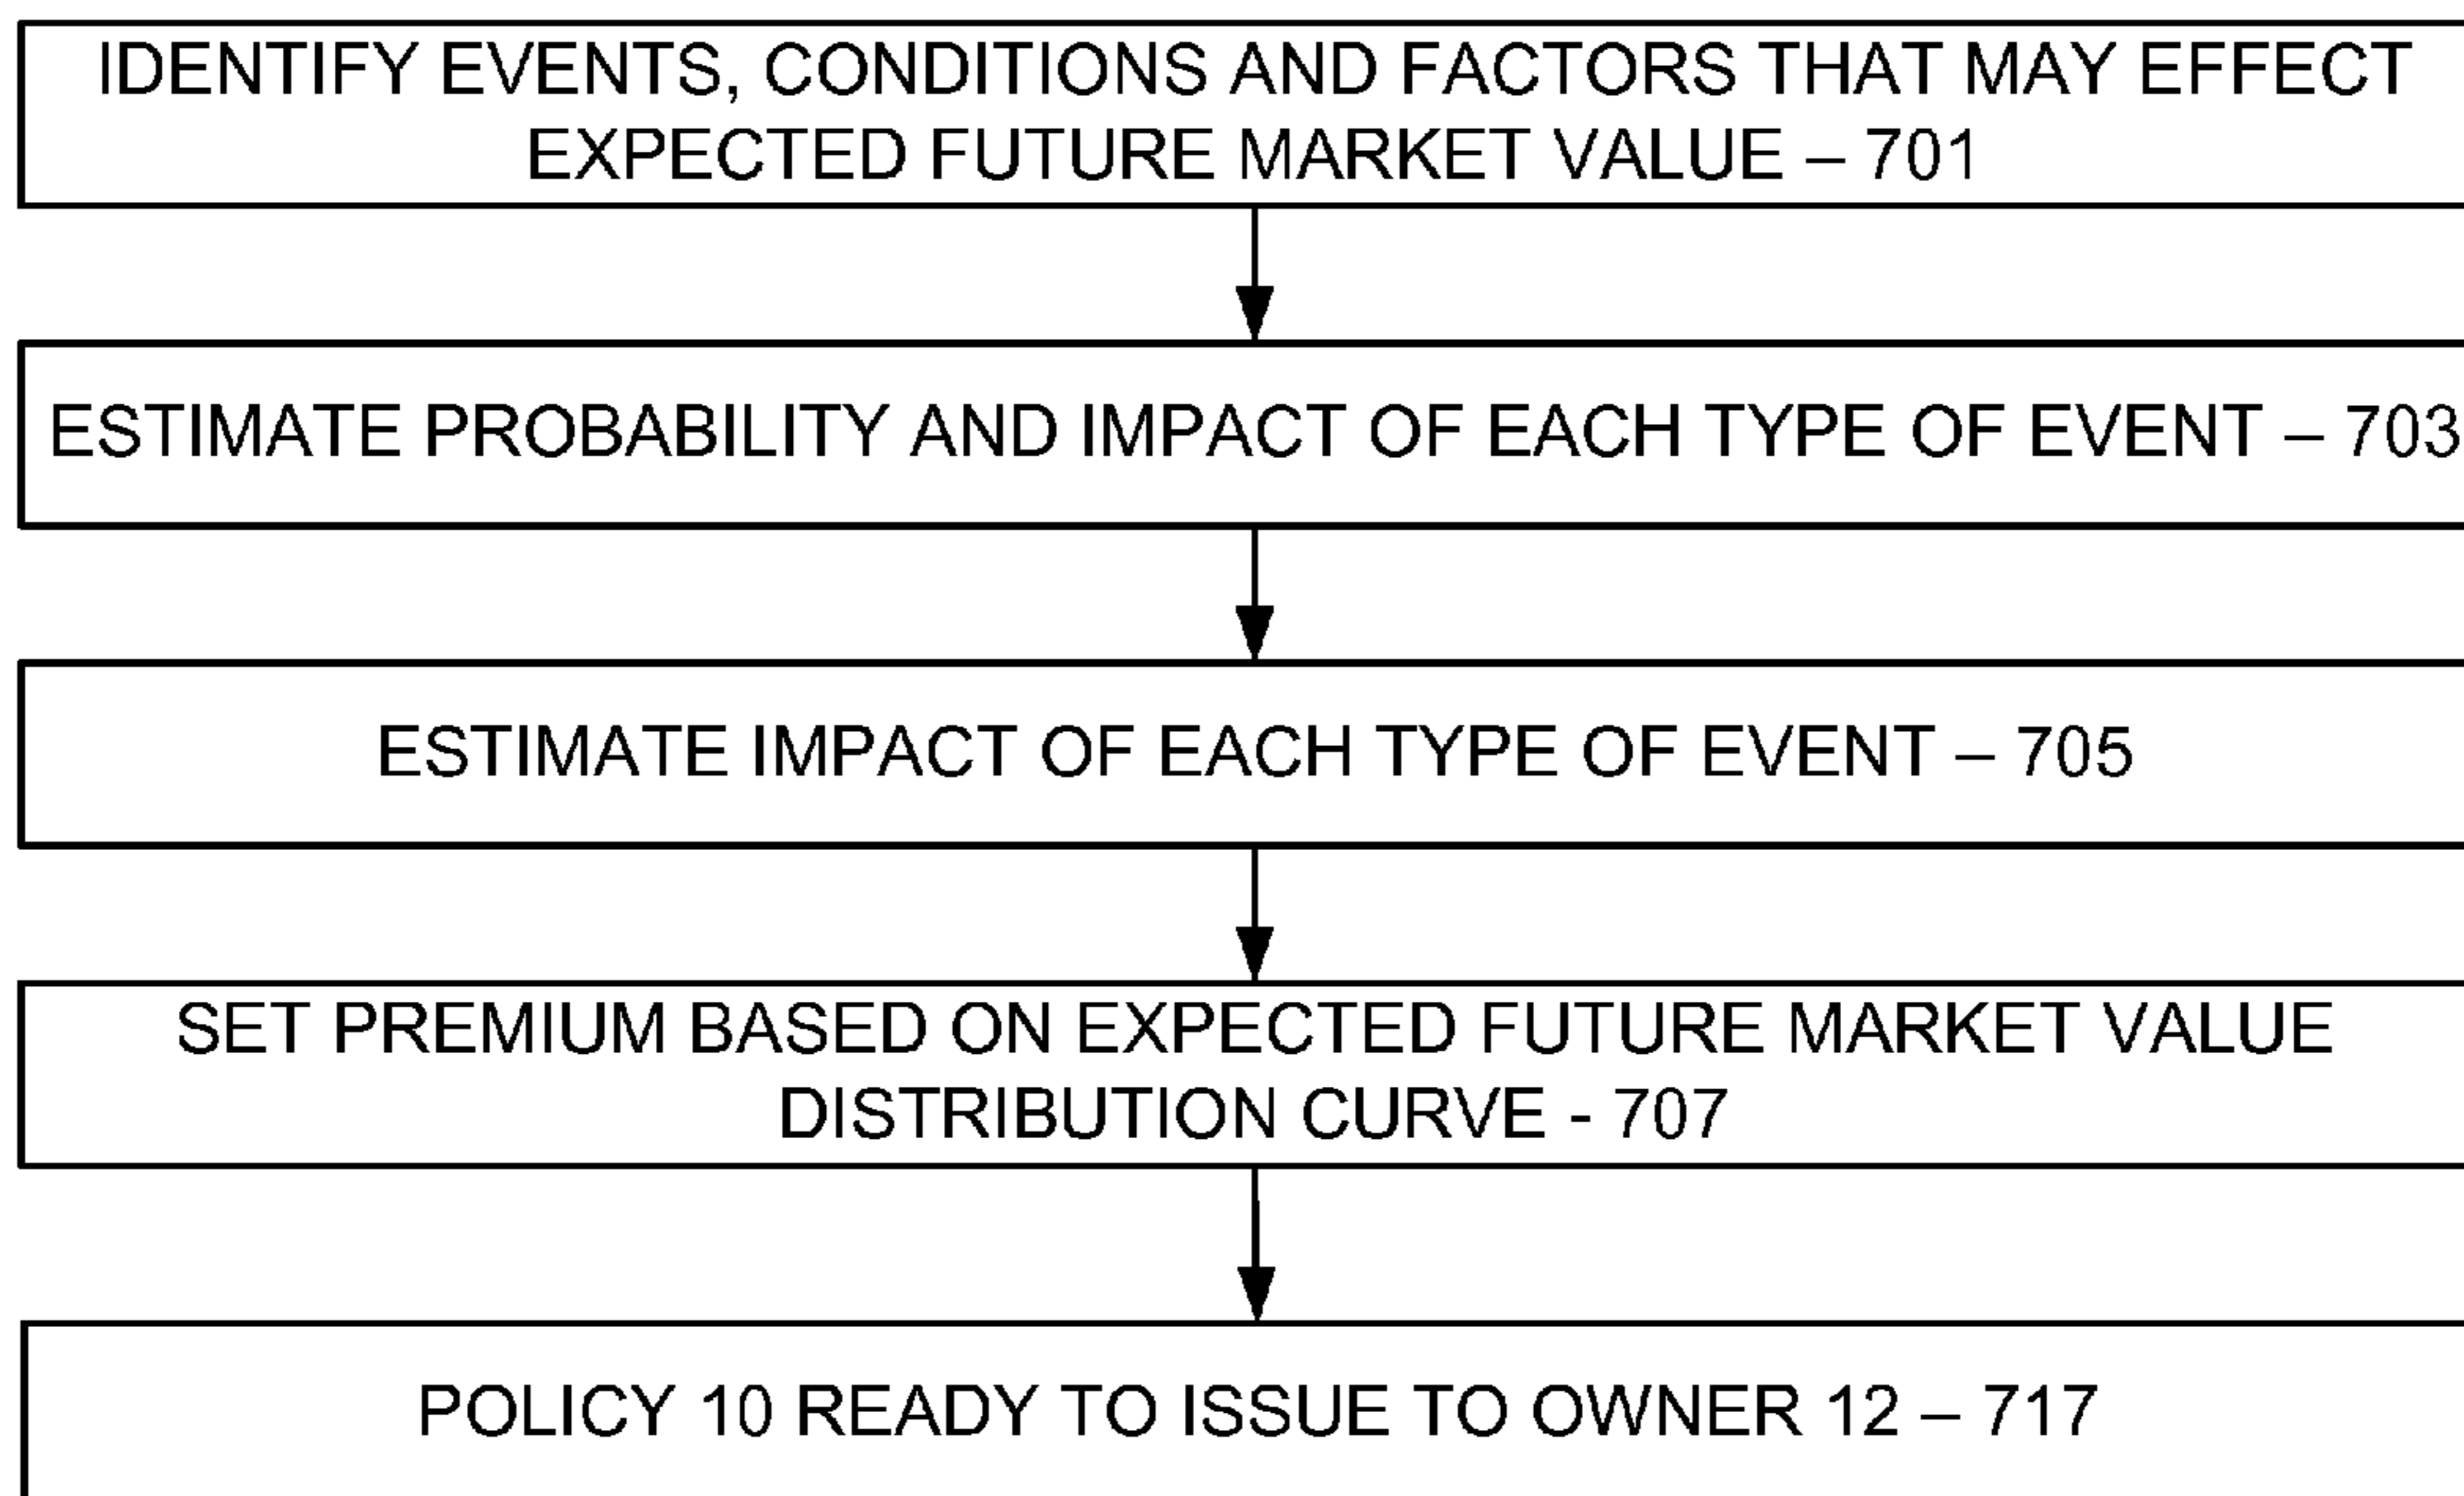 IDENTIFY EVENTS, CONDITIONS AND FACTORS THAT MAY EFFECT
EXPECTED FUTURE MARKET VALUE – 701
ESTIMATE PROBABILITY AND IMPACT OF EACH TYPE OF EVENT – 703
ESTIMATE IMPACT OF EACH TYPE OF EVENT – 705
SET PREMIUM BASED ON EXPECTED FUTURE MARKET VALUE
DISTRIBUTION CURVE - 707
POLICY 10 READY TO ISSUE TO OWNER 12 – 717